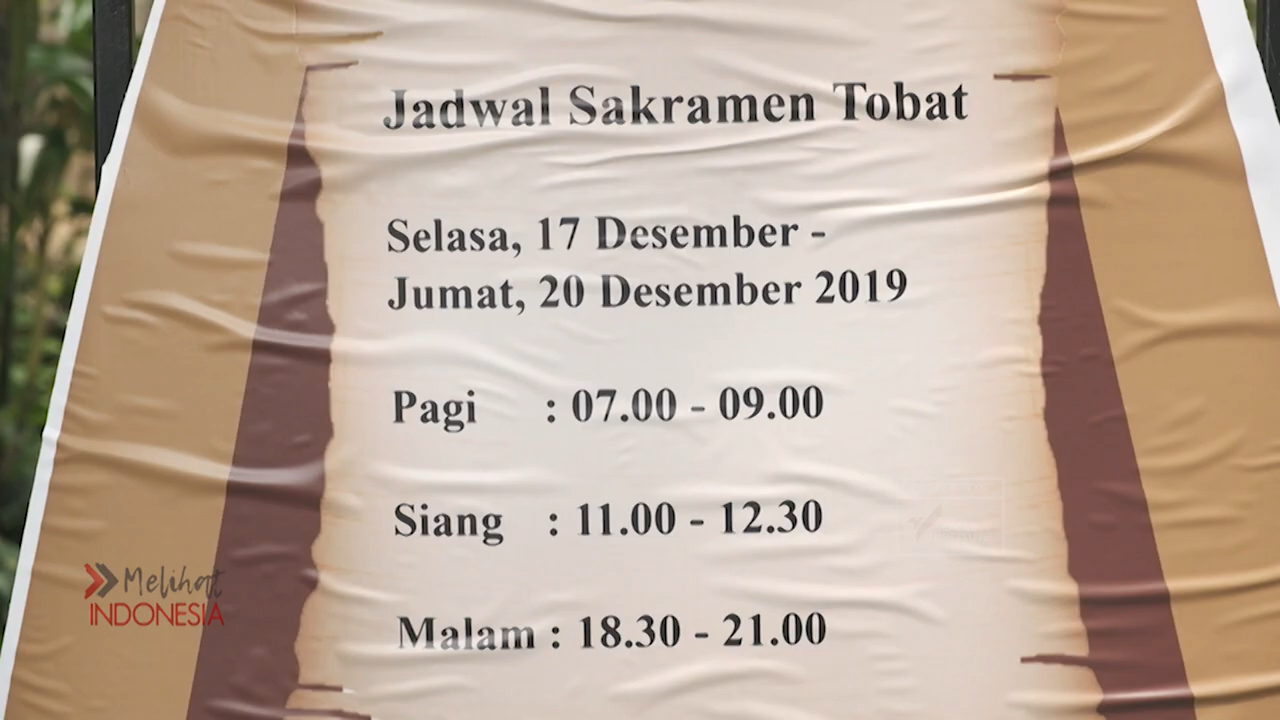 Jadwal Sakramen Tobat
Selasa, 17 Desember -
Jumat, 20 Desember 2019
Pagi : 07.00 - 09.00
Siang : 11.00 - 12.30
Malam : 18.30 - 21.00
Melihat
INDONESIA